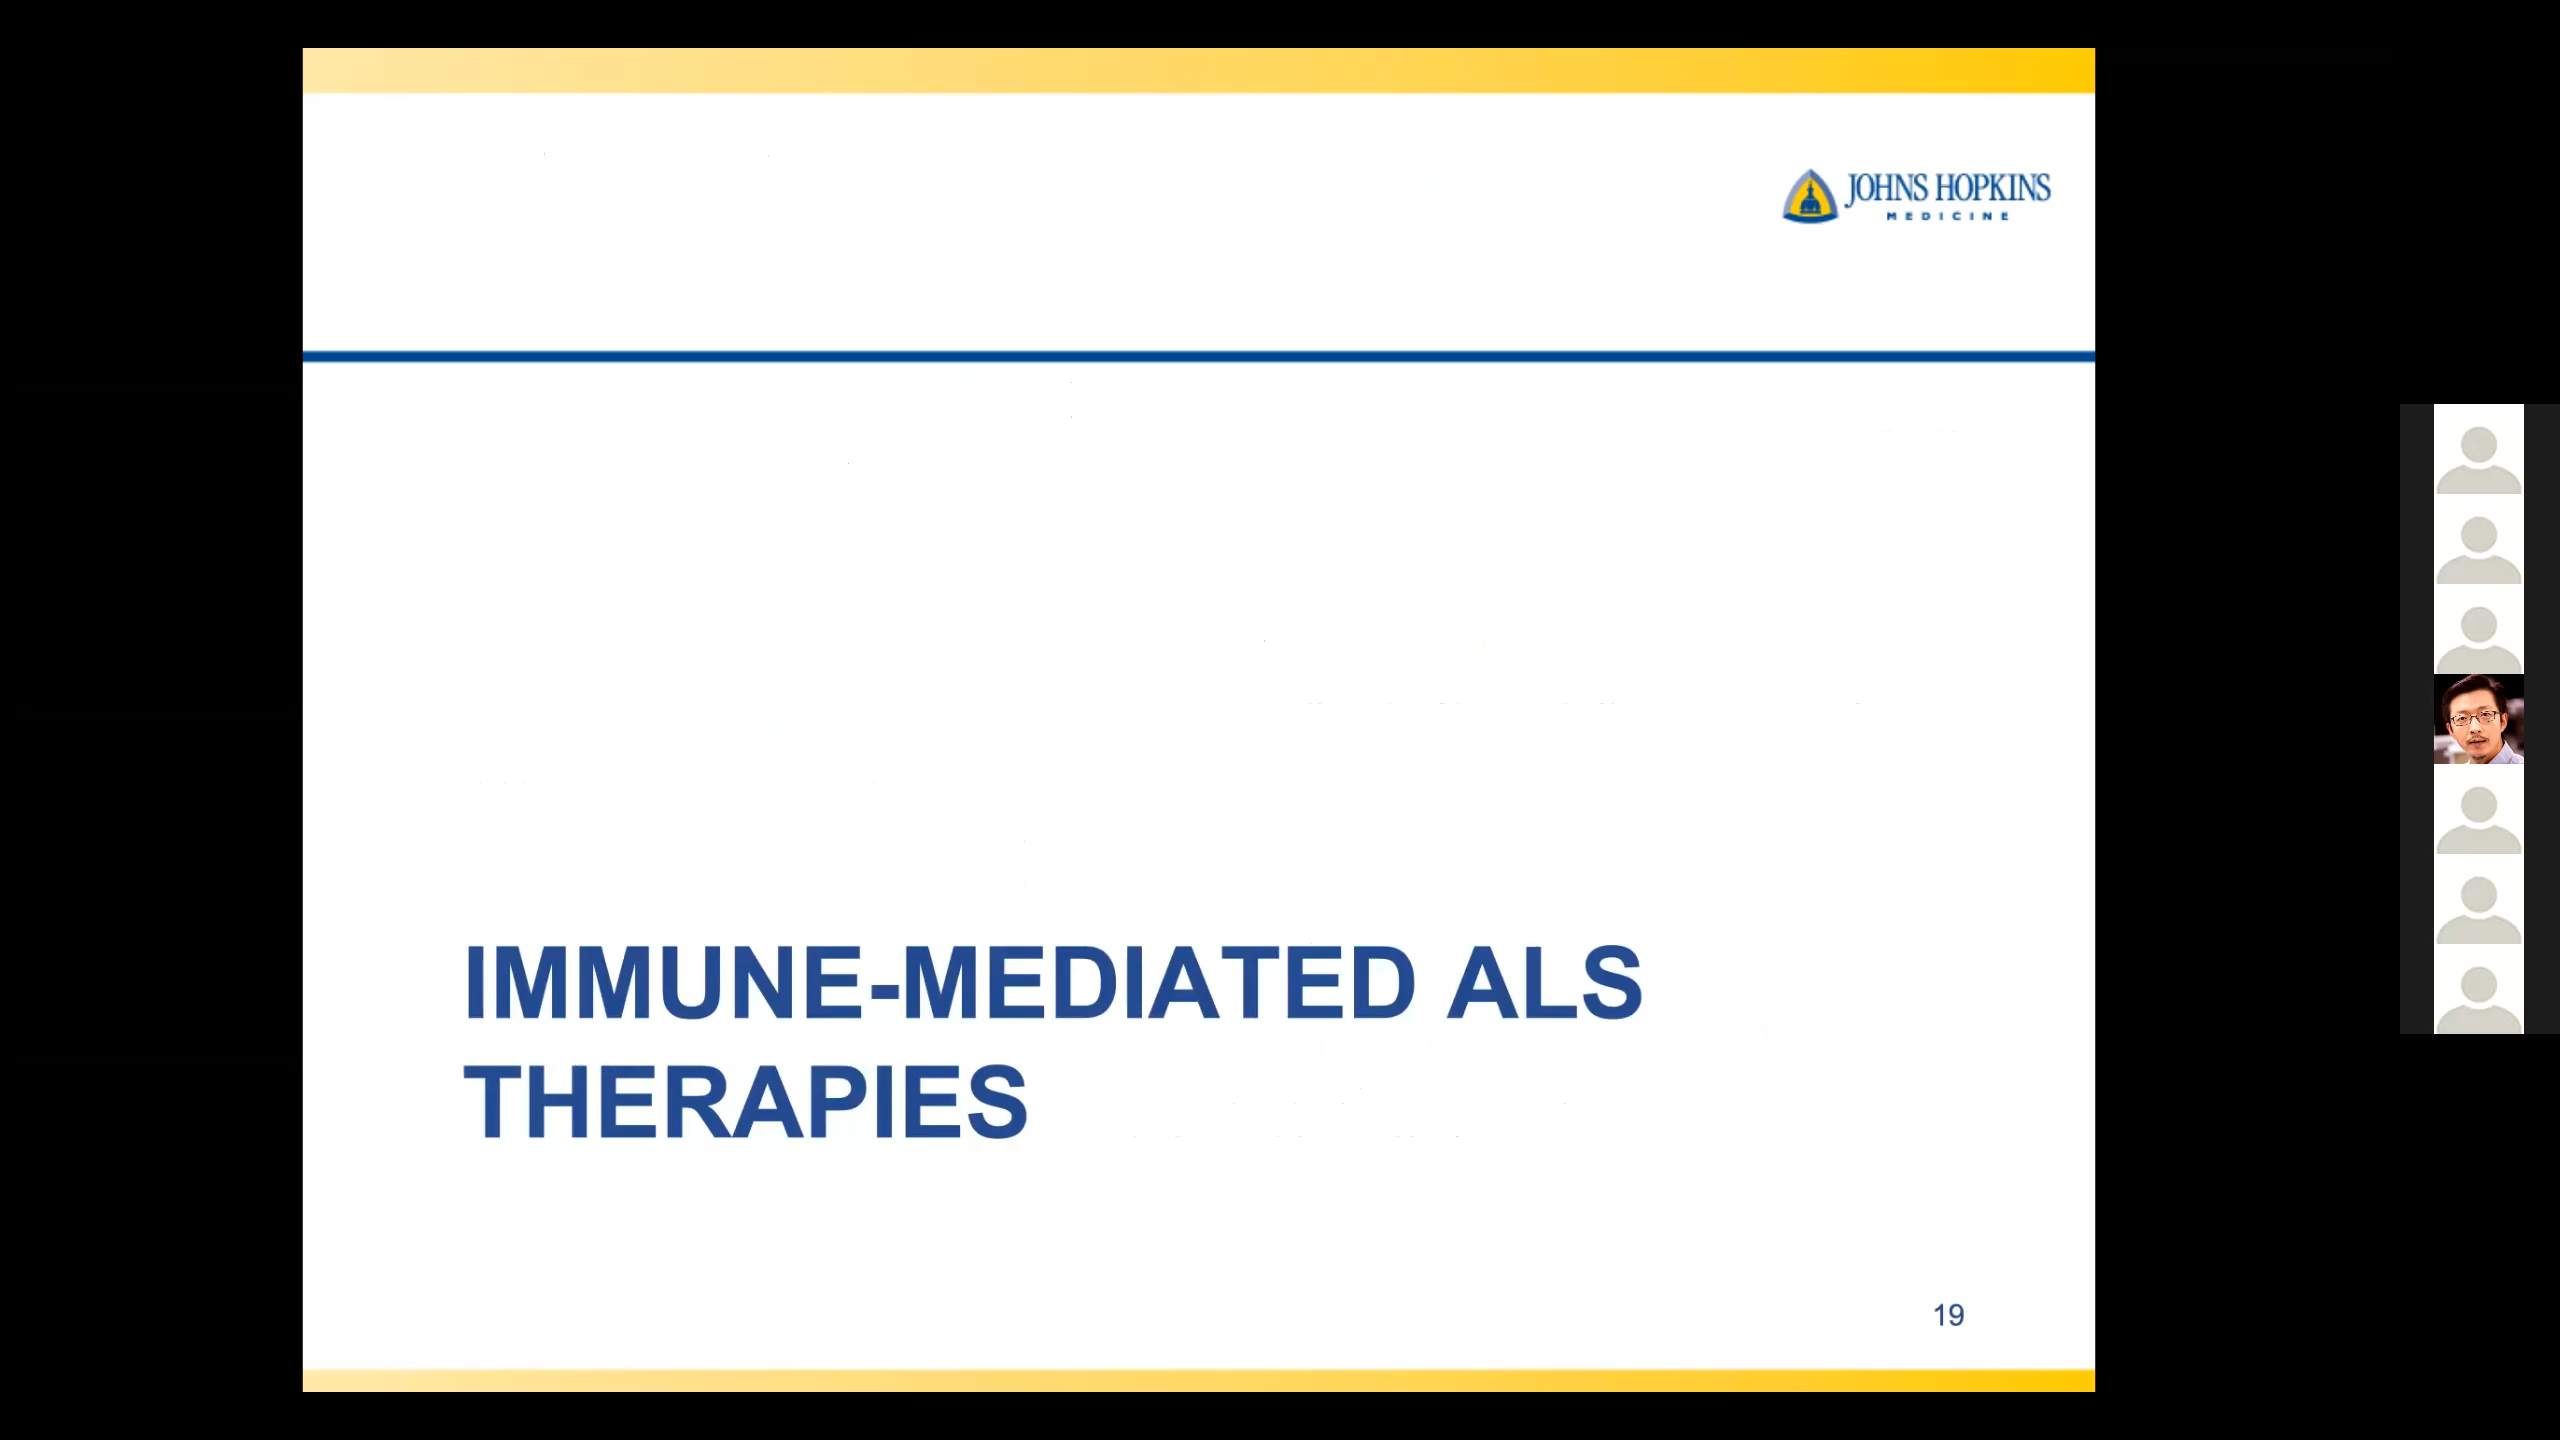 JOHNS HOPKINS
MEDICINE
IMMUNE-MEDIATED ALS
THERAPIES
19